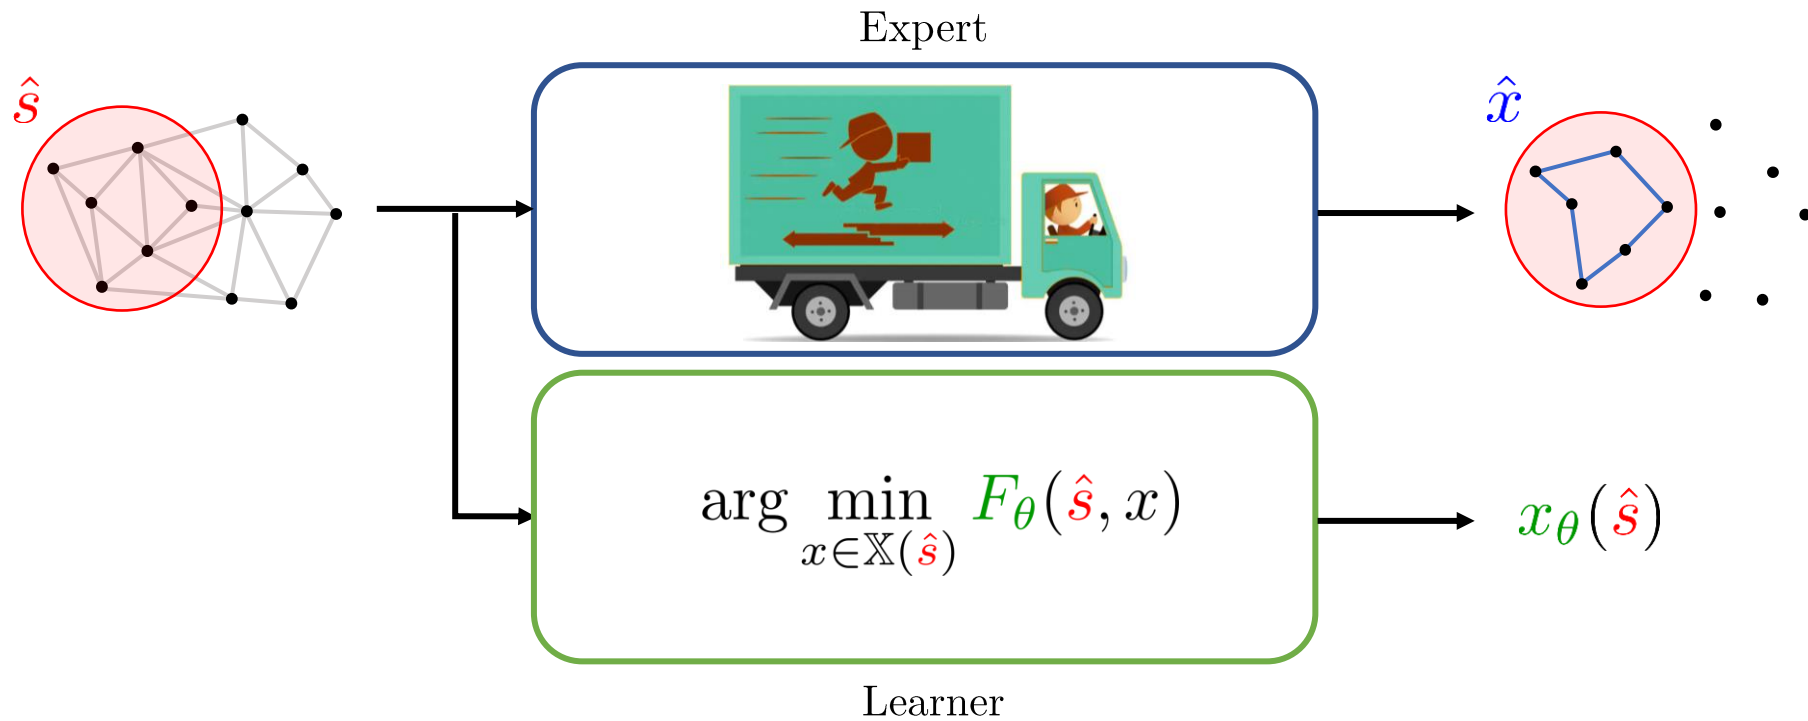 Expert
ŝ
x̂
arg min F_θ(ŝ, x)
x∈𝕏(ŝ)
x_θ(ŝ)
Learner